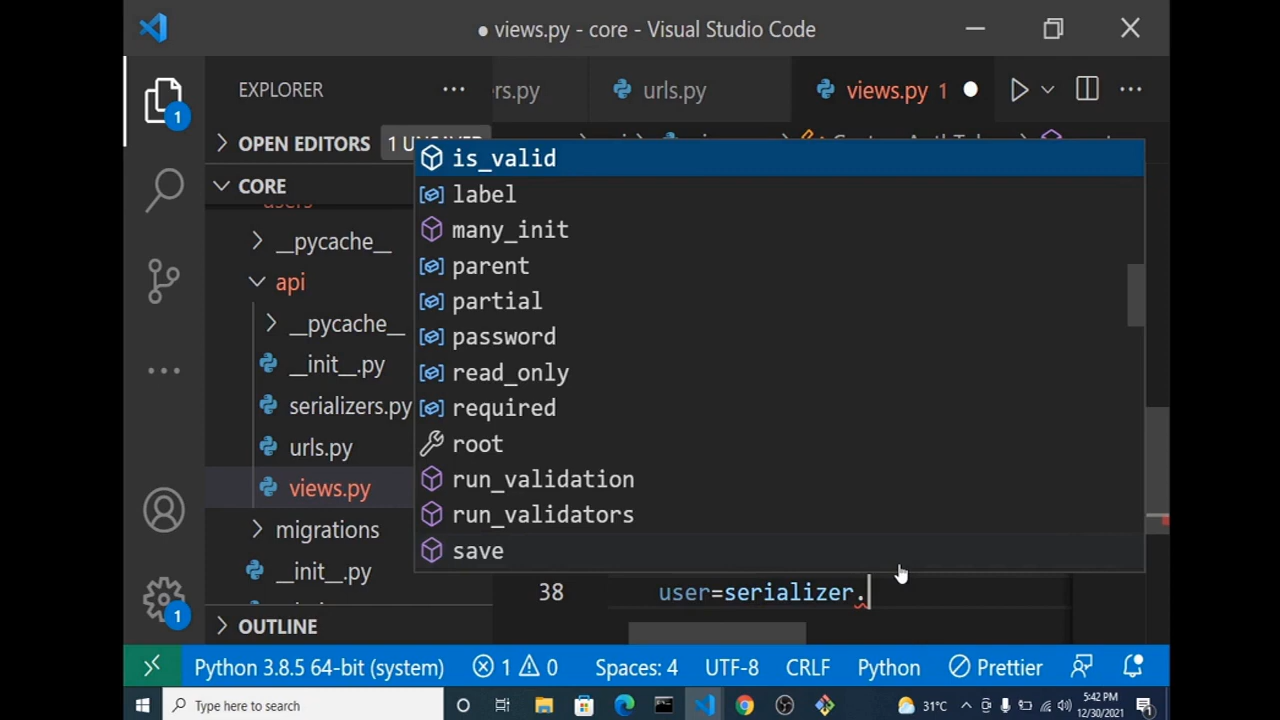 ● views.py - core - Visual Studio Code
EXPLORER
ers.py
urls.py
views.py 1
OPEN EDITORS
CORE
users
__pycache__
api
__pycache__
__init__.py
serializers.py
urls.py
views.py
migrations
__init__.py
OUTLINE
is_valid
label
many_init
parent
partial
password
read_only
required
root
run_validation
run_validators
save
38 user=serializer.
1
1
Python 3.8.5 64-bit (system) 1 0 Spaces: 4 UTF-8 CRLF Python Prettier
Type here to search
31°C
5:42 PM
12/30/2021
1